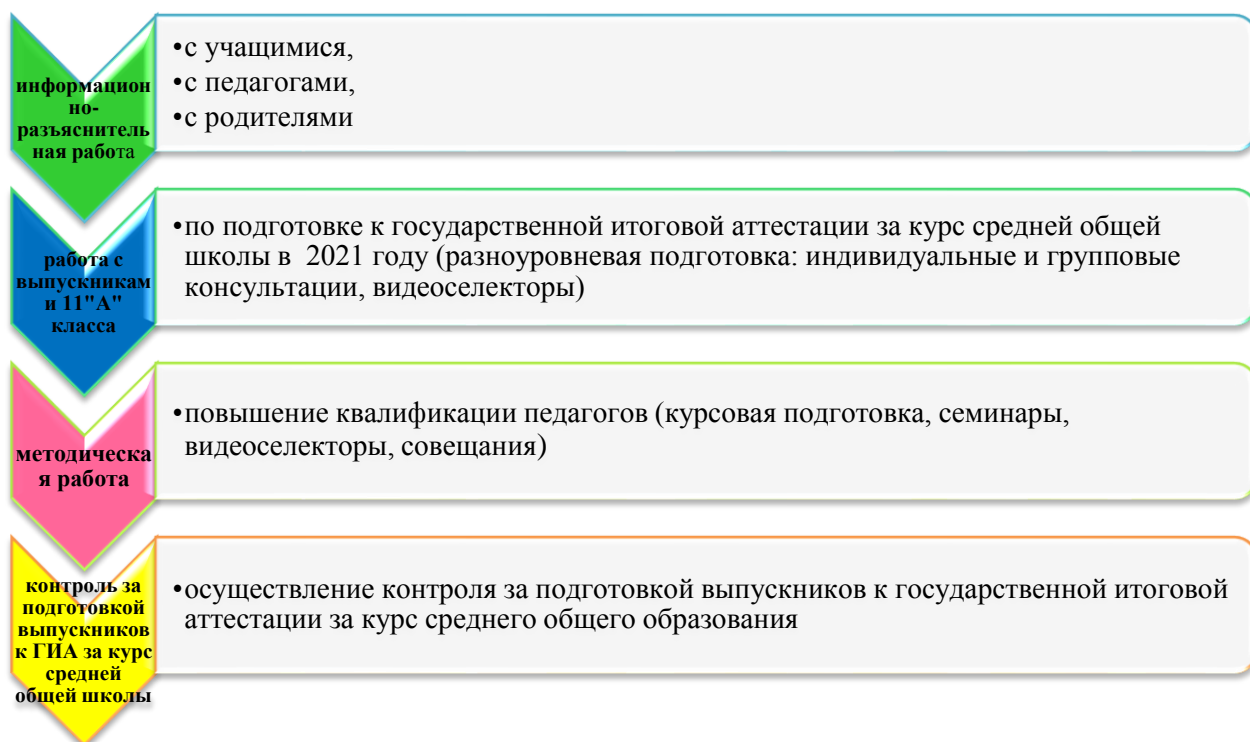 информацион
но-
разъяснитель
ная работа
•с учащимися,
•с педагогами,
•с родителями
работа с
выпускникам
и 11"А"
класса
•по подготовке к государственной итоговой аттестации за курс средней общей
школы в 2021 году (разноуровневая подготовка: индивидуальные и групповые
консультации, видеоселекторы)
методическа
я работа
•повышение квалификации педагогов (курсовая подготовка, семинары,
видеоселекторы, совещания)
контроль за
подготовкой
выпускников
к ГИА за курс
средней
общей школы
•осуществление контроля за подготовкой выпускников к государственной итоговой
аттестации за курс среднего общего образования